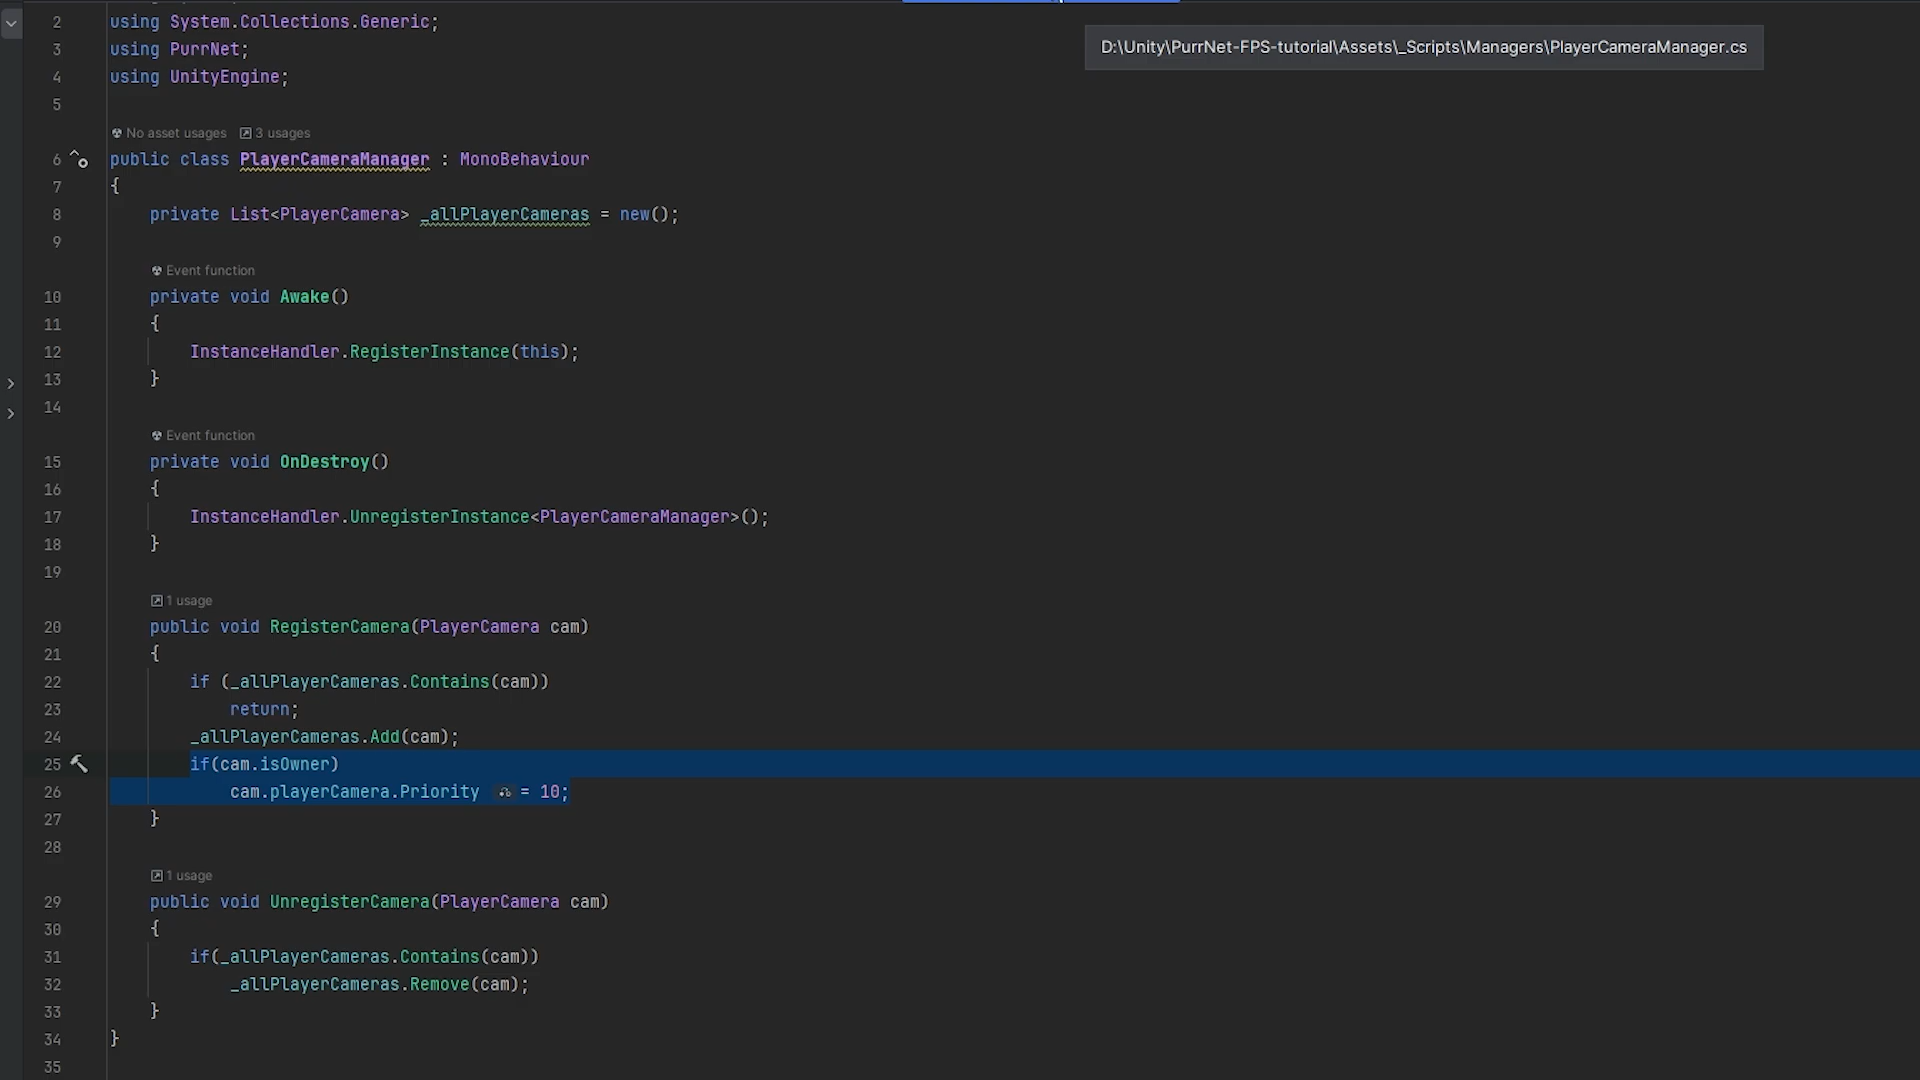 2 using System.Collections.Generic;
D:\Unity\PurrNet-FPS-tutorial\Assets\_Scripts\Managers\PlayerCameraManager.cs
3 using PurrNet;
4 using UnityEngine;
5
No asset usages 3 usages
6 public class PlayerCameraManager : MonoBehaviour
7 {
8 private List<PlayerCamera> _allPlayerCameras = new();
9
Event function
10 private void Awake()
11 {
12 InstanceHandler.RegisterInstance(this);
13 }
14
Event function
15 private void OnDestroy()
16 {
17 InstanceHandler.UnregisterInstance<PlayerCameraManager>();
18 }
19
1 usage
20 public void RegisterCamera(PlayerCamera cam)
21 {
22 if (_allPlayerCameras.Contains(cam))
23 return;
24 _allPlayerCameras.Add(cam);
25 if(cam.isOwner)
26 cam.playerCamera.Priority = 10;
27 }
28
1 usage
29 public void UnregisterCamera(PlayerCamera cam)
30 {
31 if(_allPlayerCameras.Contains(cam))
32 _allPlayerCameras.Remove(cam);
33 }
34 }
35